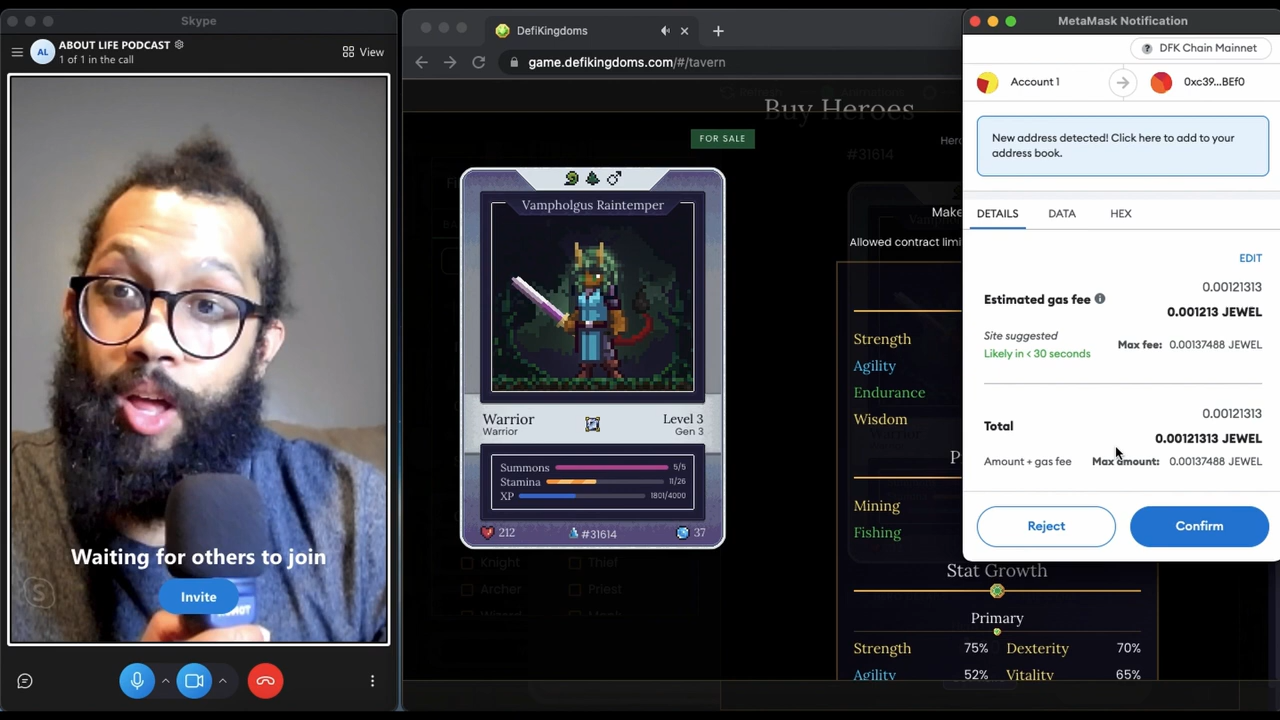 Skype
AL
ABOUT LIFE PODCAST
1 of 1 in the call
View
Waiting for others to join
Invite
DefiKingdoms
game.defikingdoms.com/#/tavern
Buy Heroes
FOR SALE
#31614
Vampholgus Raintemper
Warrior
Warrior
Level 3
Gen 3
Summons 5/5
Stamina 11/26
XP 1801/4000
212
#31614
37
Knight
Thief
Archer
Priest
Make
Allowed contract limi
Strength
Agility
Endurance
Wisdom
P
Mining
Fishing
Stat Growth
Primary
Strength 75% Dexterity 70%
Agility 52% Vitality 65%
MetaMask Notification
? DFK Chain Mainnet
Account 1
0xc39...BEf0
New address detected! Click here to add to your
address book.
DETAILS DATA HEX
EDIT
0.00121313
Estimated gas fee
0.001213 JEWEL
Site suggested
Likely in < 30 seconds
Max fee: 0.00137488 JEWEL
0.00121313
Total
0.00121313 JEWEL
Amount + gas fee
Max amount: 0.00137488 JEWEL
Reject
Confirm